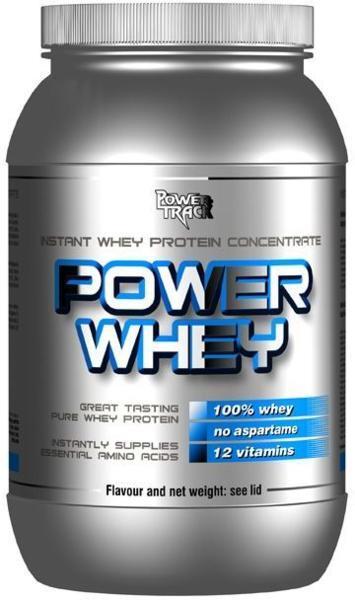 POWER
TRACK
INSTANT WHEY PROTEIN CONCENTRATE
POWER
WHEY
GREAT TASTING
PURE WHEY PROTEIN
100% whey
no aspartame
INSTANTLY SUPPLIES
ESSENTIAL AMINO ACIDS
12 vitamins
Flavour and net weight: see lid